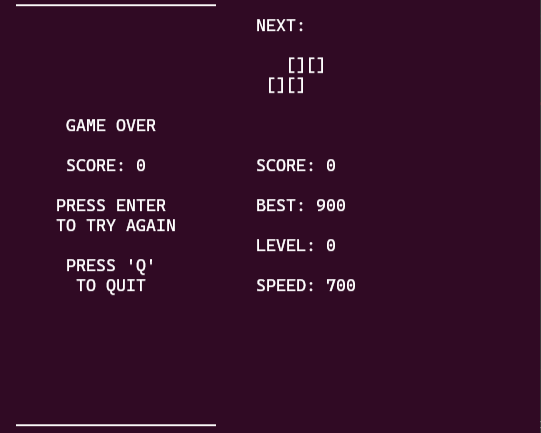 NEXT:
[][]
[][]
GAME OVER
SCORE: 0
PRESS ENTER
TO TRY AGAIN
PRESS 'Q'
TO QUIT
SCORE: 0
BEST: 900
LEVEL: 0
SPEED: 700